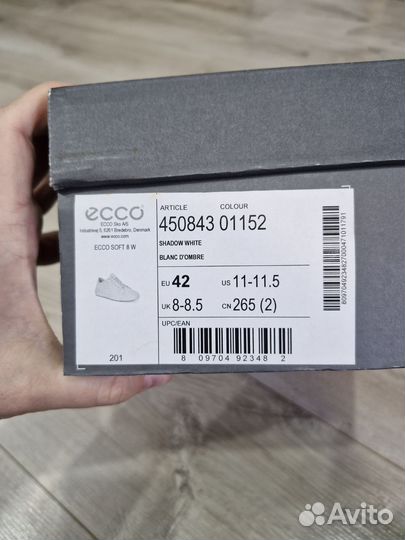 ecco
ECCO Sko A/S
Industrivej 5, 6261 Bredebro, Denmark
www.ecco.com
ECCO SOFT 8 W
201
ARTICLE COLOUR
450843 01152
SHADOW WHITE
BLANC D'OMBRE
EU 42 US 11-11.5
UK 8-8.5 CN 265 (2)
UPC/EAN
8 09704 92348 2
Avito